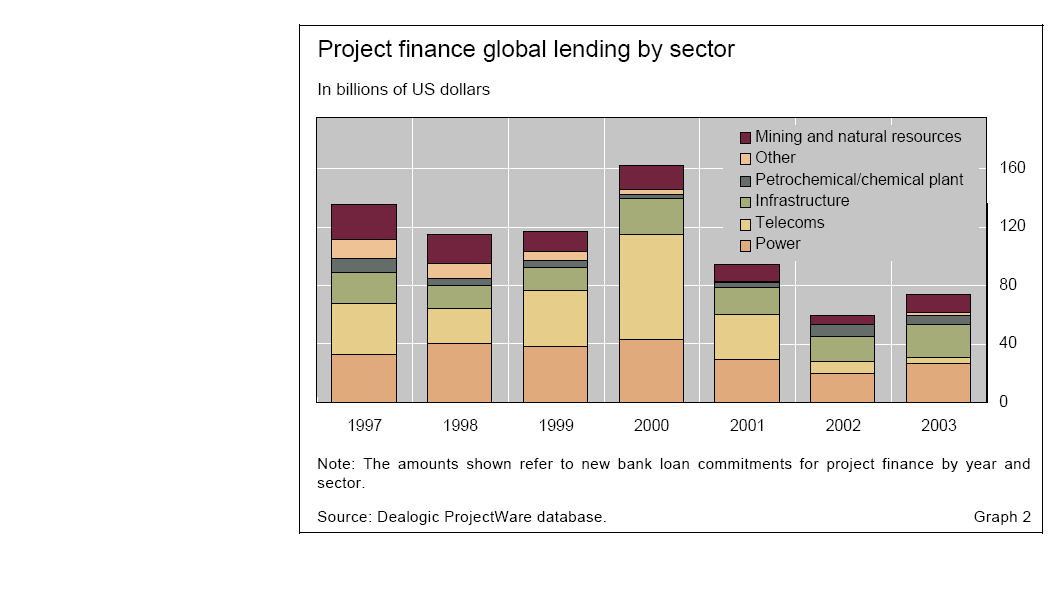 Project finance global lending by sector
In billions of US dollars
Mining and natural resources
Other
Petrochemical/chemical plant
Infrastructure
Telecoms
Power
160
120
80
40
0
1997 1998 1999 2000 2001 2002 2003
Note: The amounts shown refer to new bank loan commitments for project finance by year and
sector.
Source: Dealogic ProjectWare database. Graph 2